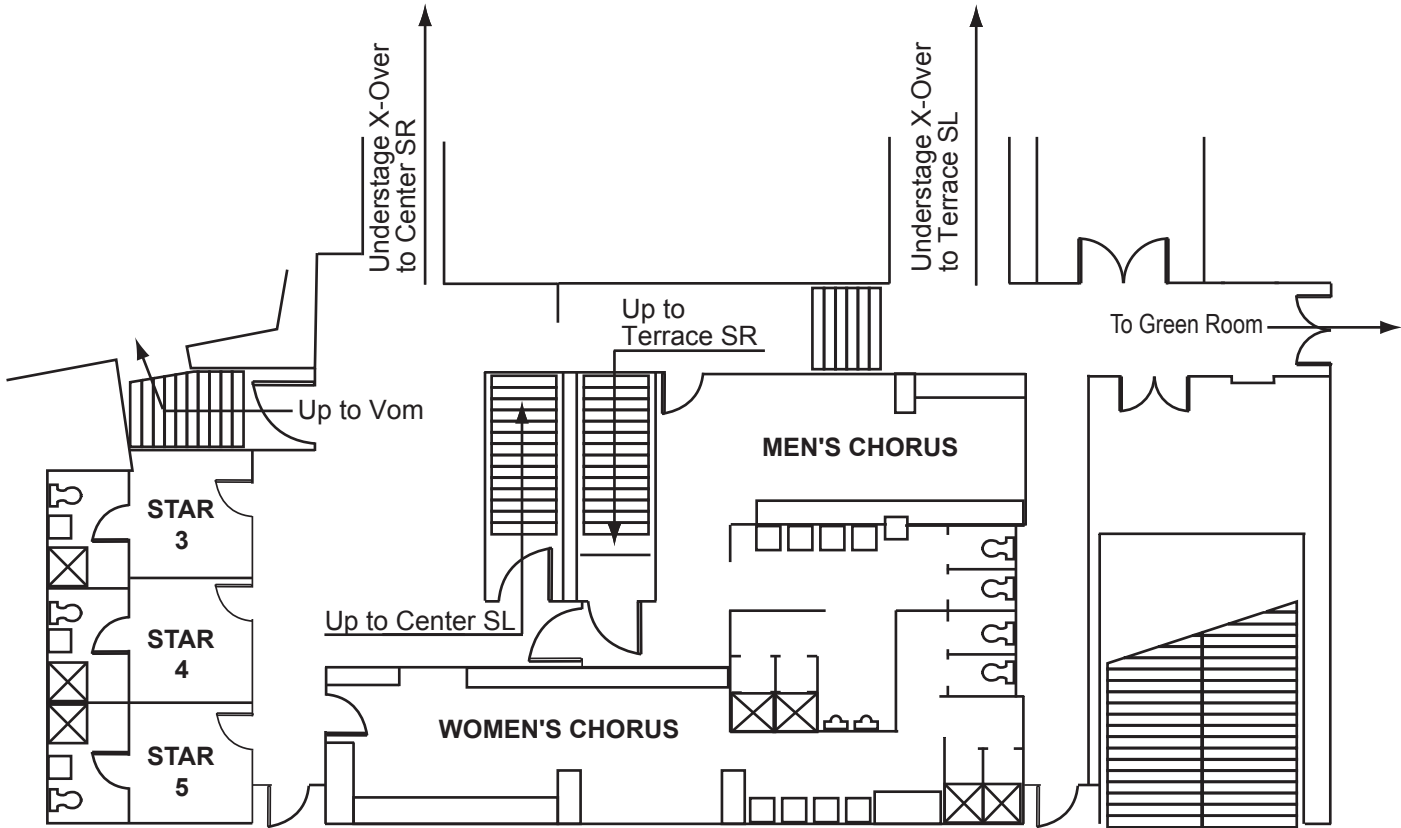 Understage X-Over
to Center SR
Understage X-Over
to Terrace SL
Up to
Terrace SR
To Green Room
Up to Vom
MEN'S CHORUS
STAR
3
Up to Center SL
STAR
4
WOMEN'S CHORUS
STAR
5